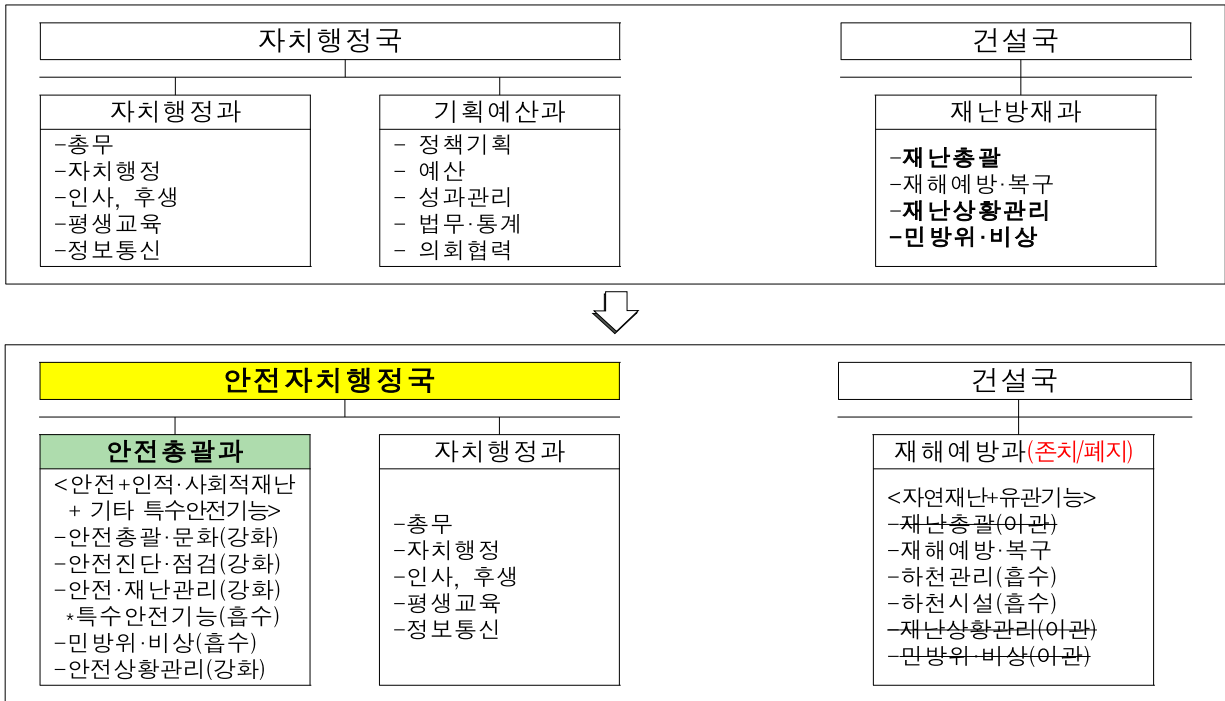 자치행정국
건설국
자치행정과
-총무
-자치행정
-인사, 후생
-평생교육
-정보통신
기획예산과
- 정책기획
- 예산
- 성과관리
- 법무·통계
- 의회협력
재난방재과
-재난총괄
-재해예방·복구
-재난상황관리
-민방위·비상
안전자치행정국
건설국
안전총괄과
<안전+인적·사회적재난
+ 기타 특수안전기능>
-안전총괄·문화(강화)
-안전진단·점검(강화)
-안전·재난관리(강화)
*특수안전기능(흡수)
-민방위·비상(흡수)
-안전상황관리(강화)
자치행정과
-총무
-자치행정
-인사, 후생
-평생교육
-정보통신
재해예방과(존치/폐지)
<자연재난+유관기능>
-재난총괄(이관)
-재해예방·복구
-하천관리(흡수)
-하천시설(흡수)
-재난상황관리(이관)
-민방위·비상(이관)